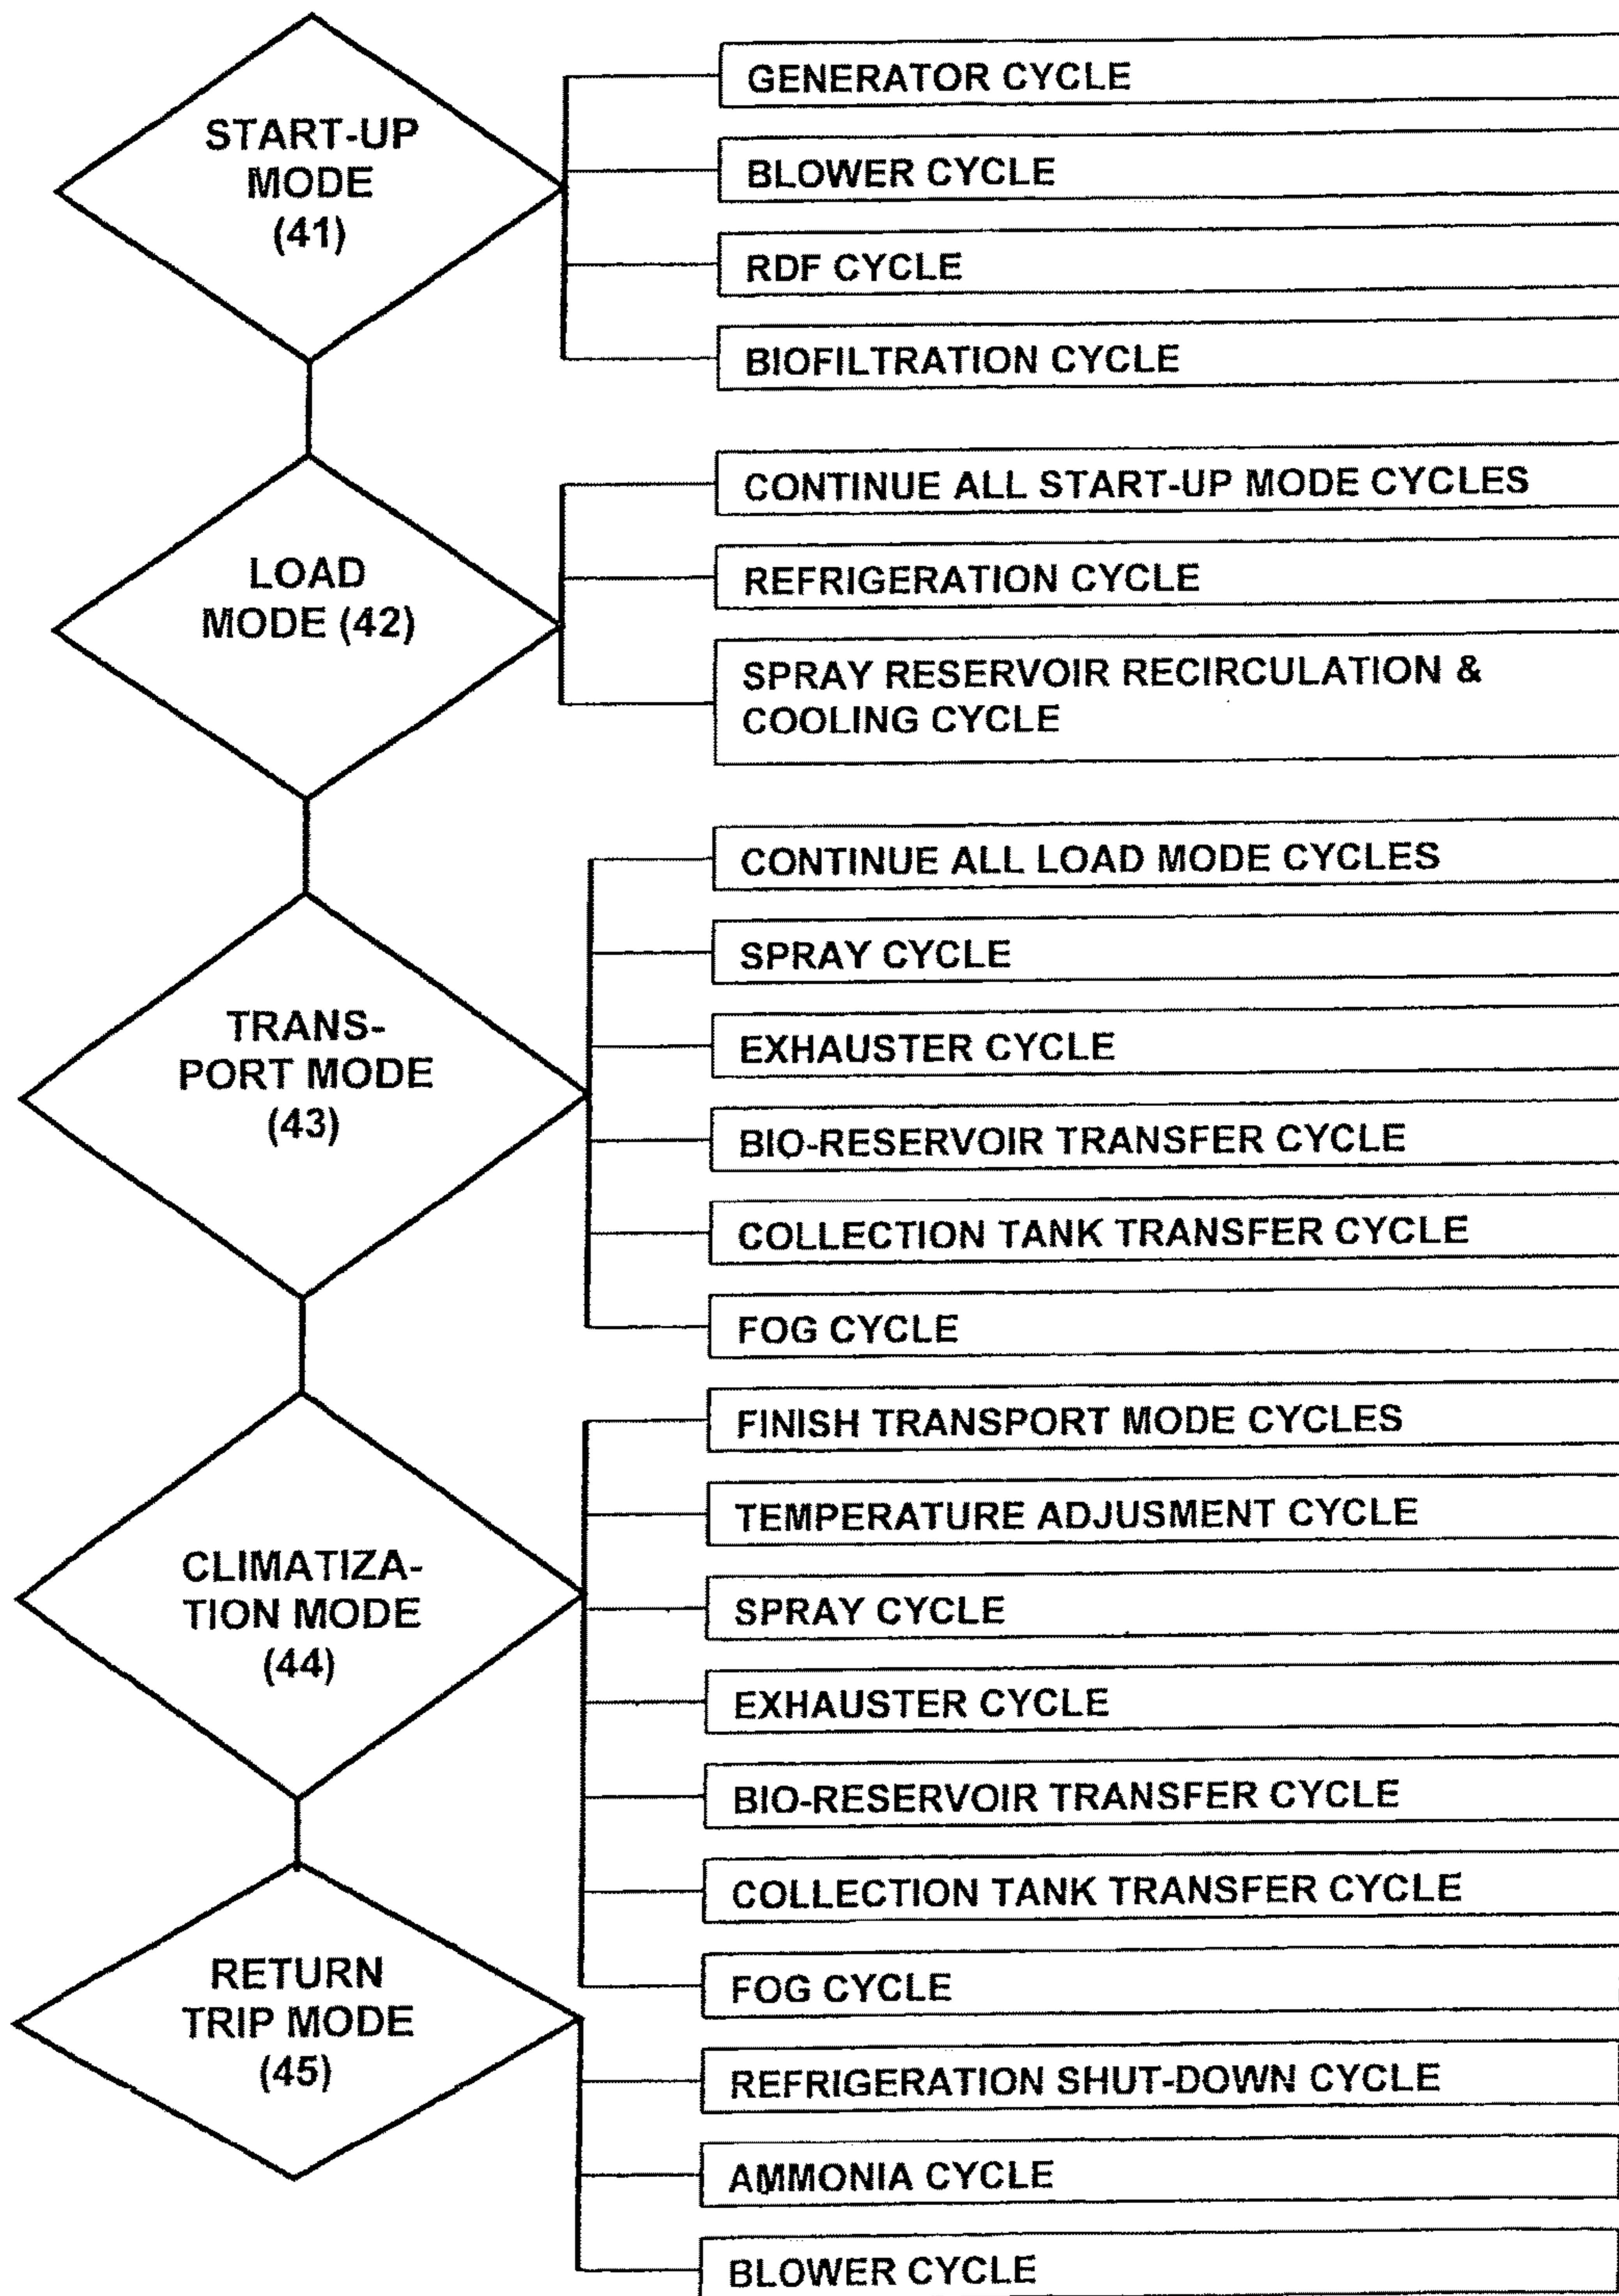 START-UP
MODE
(41)
GENERATOR CYCLE
BLOWER CYCLE
RDF CYCLE
BIOFILTRATION CYCLE
LOAD
MODE (42)
CONTINUE ALL START-UP MODE CYCLES
REFRIGERATION CYCLE
SPRAY RESERVOIR RECIRCULATION &
COOLING CYCLE
TRANS-
PORT MODE
(43)
CONTINUE ALL LOAD MODE CYCLES
SPRAY CYCLE
EXHAUSTER CYCLE
BIO-RESERVOIR TRANSFER CYCLE
COLLECTION TANK TRANSFER CYCLE
FOG CYCLE
CLIMATIZA-
TION MODE
(44)
FINISH TRANSPORT MODE CYCLES
TEMPERATURE ADJUSMENT CYCLE
SPRAY CYCLE
EXHAUSTER CYCLE
BIO-RESERVOIR TRANSFER CYCLE
COLLECTION TANK TRANSFER CYCLE
FOG CYCLE
RETURN
TRIP MODE
(45)
REFRIGERATION SHUT-DOWN CYCLE
AMMONIA CYCLE
BLOWER CYCLE